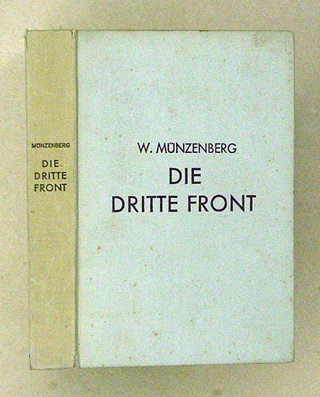 MÜNZENBERG
DIE
DRITTE
FRONT
W. MÜNZENBERG
DIE
DRITTE FRONT